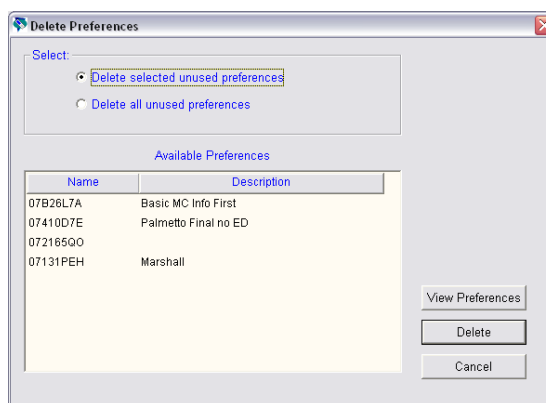 Delete Preferences
Select:
Delete selected unused preferences
Delete all unused preferences
Available Preferences
Name Description
07B26L7A Basic MC Info First
07410D7E Palmetto Final no ED
072165QO
07131PEH Marshall
View Preferences
Delete
Cancel